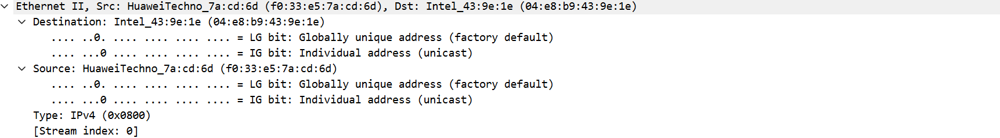 Ethernet II, Src: HuaweiTechno_7a:cd:6d (f0:33:e5:7a:cd:6d), Dst: Intel_43:9e:1e (04:e8:b9:43:9e:1e)
Destination: Intel_43:9e:1e (04:e8:b9:43:9e:1e)
.... ..0. .... .... .... .... = LG bit: Globally unique address (factory default)
.... ...0 .... .... .... .... = IG bit: Individual address (unicast)
Source: HuaweiTechno_7a:cd:6d (f0:33:e5:7a:cd:6d)
.... ..0. .... .... .... .... = LG bit: Globally unique address (factory default)
.... ...0 .... .... .... .... = IG bit: Individual address (unicast)
Type: IPv4 (0x0800)
[Stream index: 0]